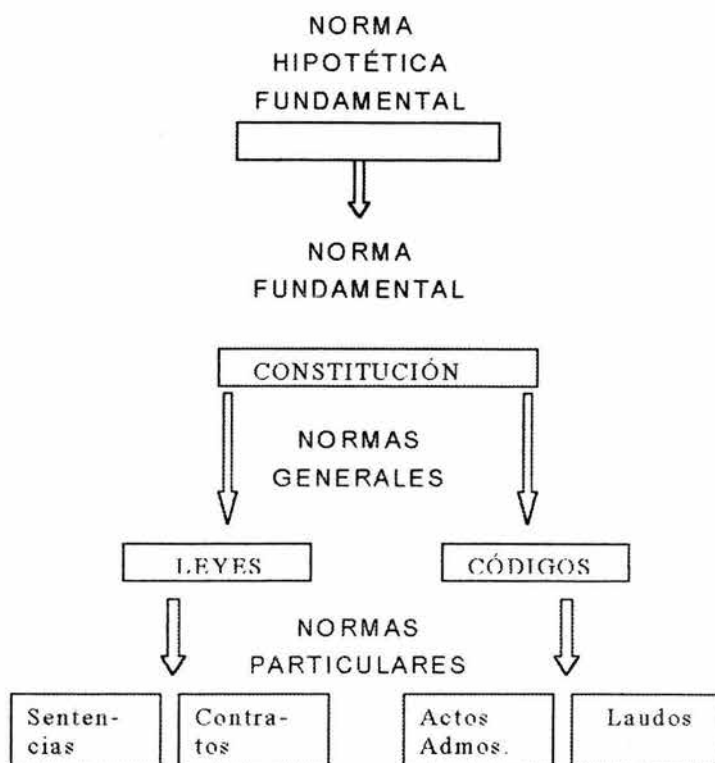 NORMA
HIPOTÉTICA
FUNDAMENTAL
NORMA
FUNDAMENTAL
CONSTITUCIÓN
NORMAS
GENERALES
LEYES
CÓDIGOS
NORMAS
PARTICULARES
Senten-
cias
Contra-
tos
Actos
Admos.
Laudos